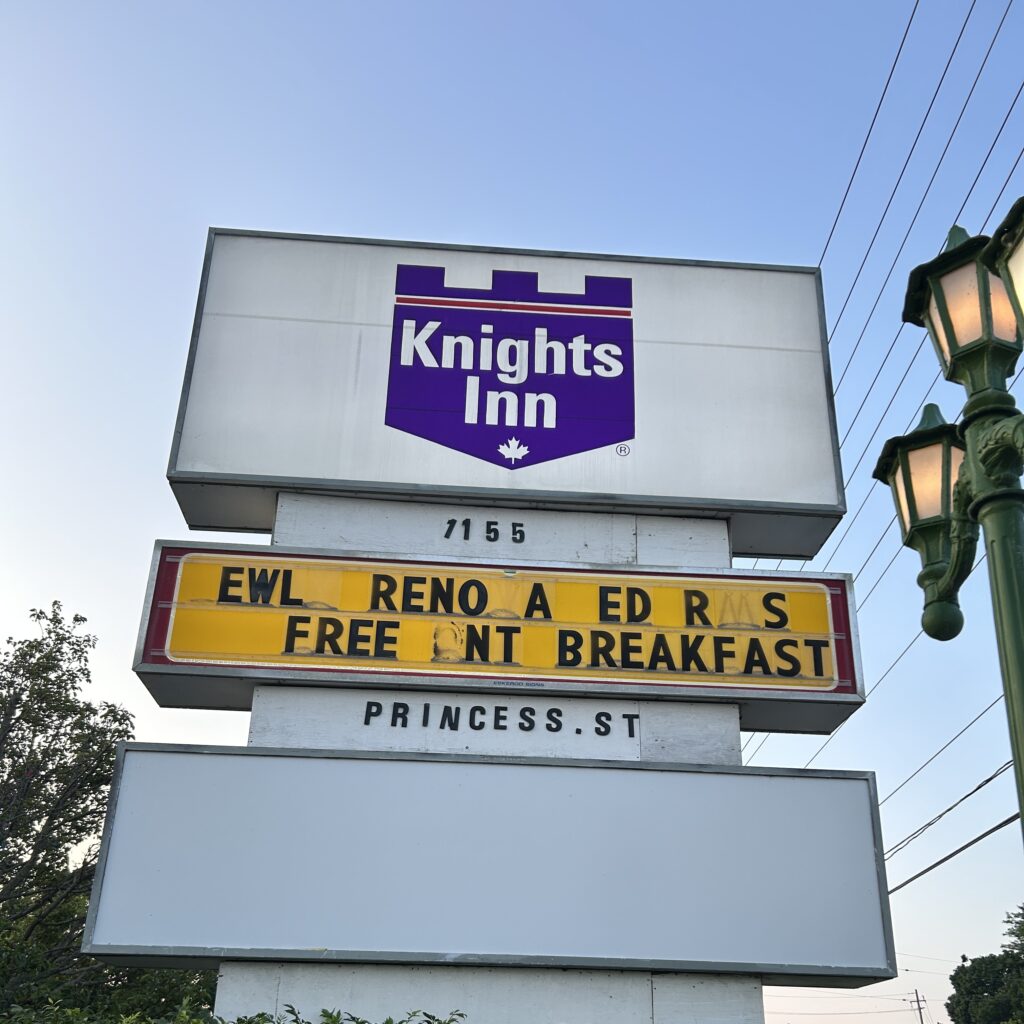 Knights
Inn
®
1155
EWL RENO A ED R S
FREE NT BREAKFAST
PRINCESS.ST